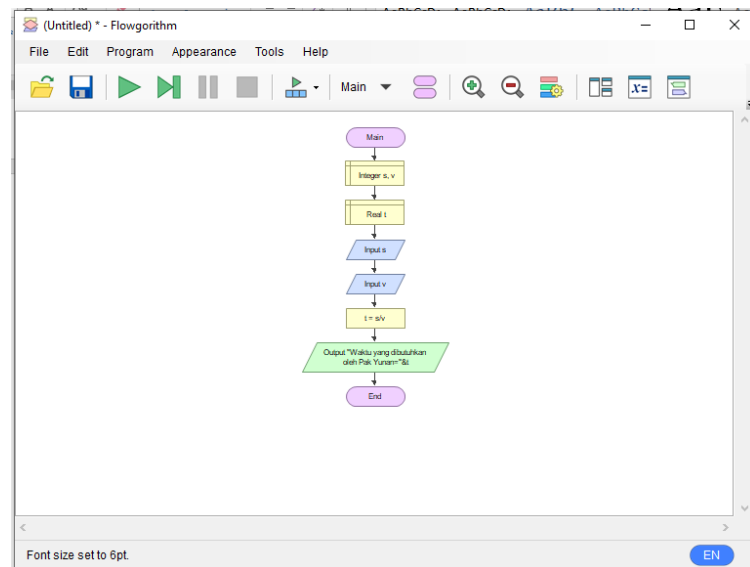 (Untitled) * - Flowgorithm
File Edit Program Appearance Tools Help
Main
x=
Main
Integer s, v
Real t
Input s
Input v
t = s/v
Output "Waktu yang dibutuhkan
oleh Pak Yunan="&t
End
Font size set to 6pt.
EN